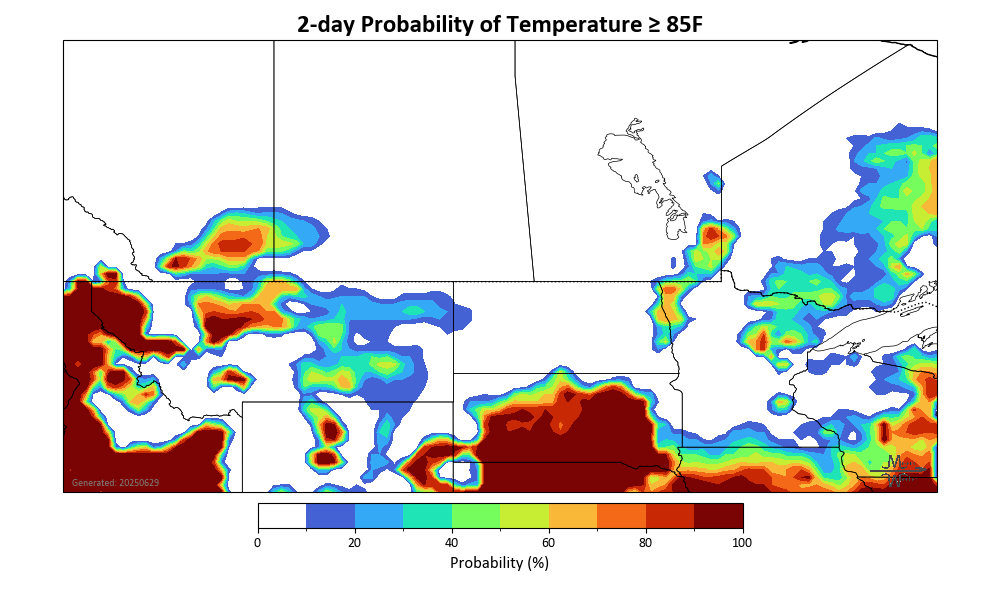 2-day Probability of Temperature ≥ 85F
Generated: 20250629
0 20 40 60 80 100
Probability (%)